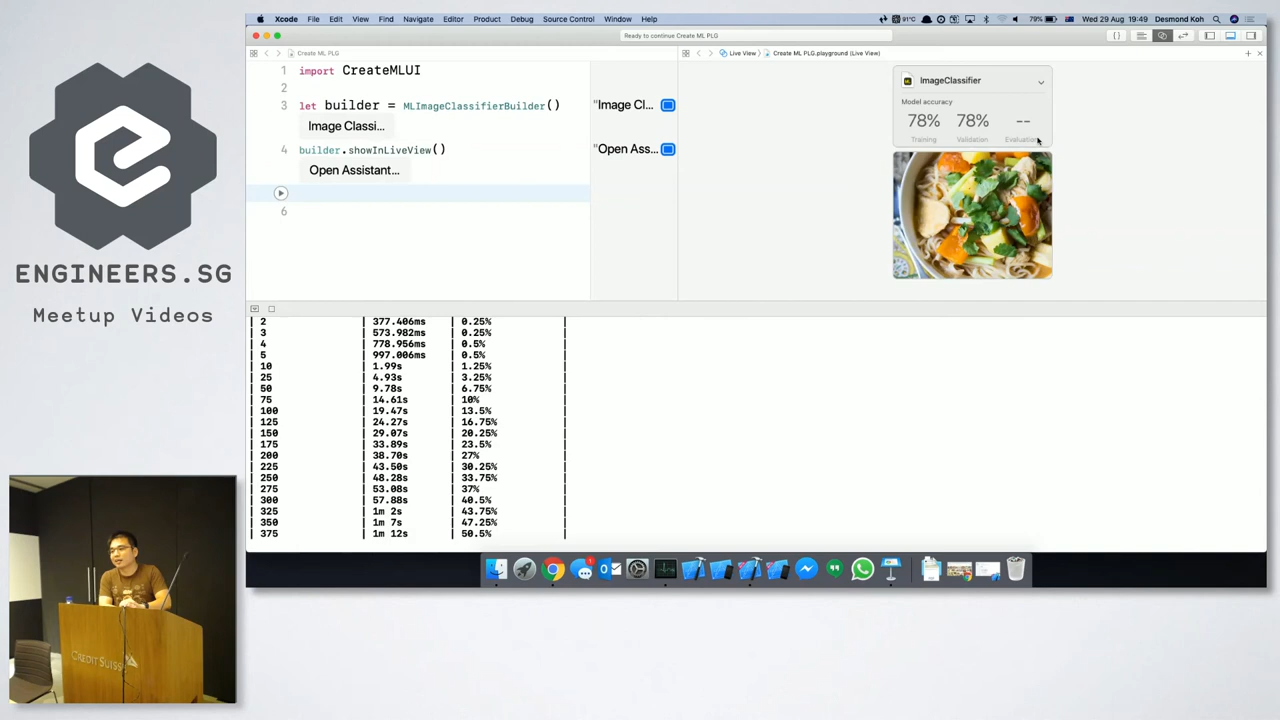 Xcode File Edit View Find Navigate Editor Product Debug Source Control Window Help
91°C 79% Wed 29 Aug 19:49 Desmond Koh
Ready to continue Create ML PLG
Create ML PLG
Live View Create ML PLG.playground (Live View)
1 import CreateMLUI
2
3 let builder = MLImageClassifierBuilder()
"Image Cl...
Image Classi...
4 builder.showInLiveView()
"Open Ass...
Open Assistant...
6
ImageClassifier
Model accuracy
78% 78% --
Training Validation Evaluation
ENGINEERS.SG
Meetup Videos
| 2 | 377.406ms | 0.25% |
| 3 | 573.982ms | 0.25% |
| 4 | 778.956ms | 0.5% |
| 5 | 997.006ms | 0.5% |
| 10 | 1.99s | 1.25% |
| 25 | 4.93s | 3.25% |
| 50 | 9.78s | 6.75% |
| 75 | 14.61s | 10% |
| 100 | 19.47s | 13.5% |
| 125 | 24.27s | 16.75% |
| 150 | 29.07s | 20.25% |
| 175 | 33.89s | 23.5% |
| 200 | 38.70s | 27% |
| 225 | 43.50s | 30.25% |
| 250 | 48.28s | 33.75% |
| 275 | 53.08s | 37% |
| 300 | 57.88s | 40.5% |
| 325 | 1m 2s | 43.75% |
| 350 | 1m 7s | 47.25% |
| 375 | 1m 12s | 50.5% |
1
CREDIT SUISSE